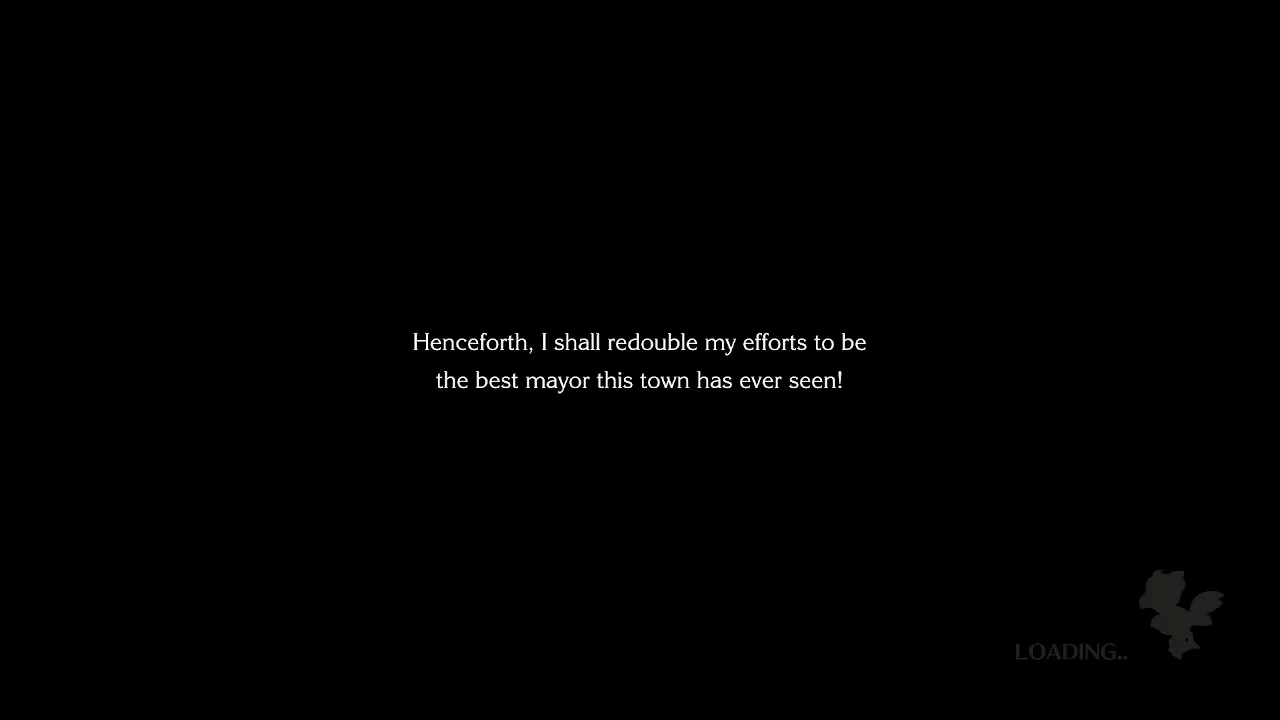 Henceforth, I shall redouble my efforts to be
the best mayor this town has ever seen!
LOADING..